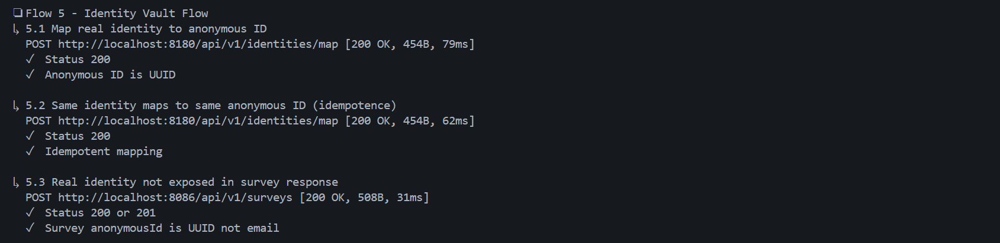 ❏ Flow 5 - Identity Vault Flow
↳ 5.1 Map real identity to anonymous ID
POST http://localhost:8180/api/v1/identities/map [200 OK, 454B, 79ms]
✓ Status 200
✓ Anonymous ID is UUID
↳ 5.2 Same identity maps to same anonymous ID (idempotence)
POST http://localhost:8180/api/v1/identities/map [200 OK, 454B, 62ms]
✓ Status 200
✓ Idempotent mapping
↳ 5.3 Real identity not exposed in survey response
POST http://localhost:8086/api/v1/surveys [200 OK, 508B, 31ms]
✓ Status 200 or 201
✓ Survey anonymousId is UUID not email